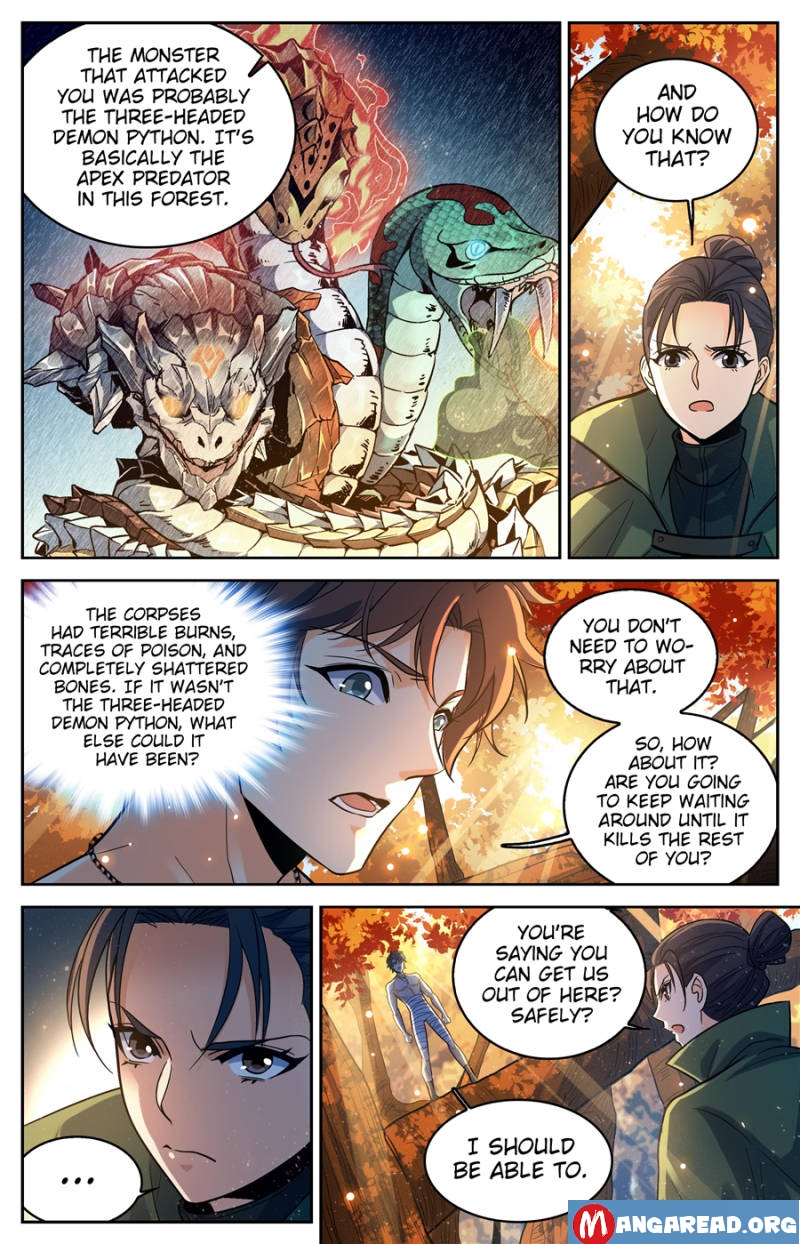 THE MONSTER
THAT ATTACKED
YOU WAS PROBABLY
THE THREE-HEADED
DEMON PYTHON. IT'S
BASICALLY THE
APEX PREDATOR
IN THIS FOREST.
AND
HOW DO
YOU KNOW
THAT?
THE CORPSES
HAD TERRIBLE BURNS,
TRACES OF POISON, AND
COMPLETELY SHATTERED
BONES. IF IT WASN'T
THE THREE-HEADED
DEMON PYTHON, WHAT
ELSE COULD IT
HAVE BEEN?
YOU DON'T
NEED TO WO-
RRY ABOUT
THAT.
SO, HOW
ABOUT IT?
ARE YOU GOING
TO KEEP WAITING
AROUND UNTIL IT
KILLS THE REST
OF YOU?
...
YOU'RE
SAYING YOU
CAN GET US
OUT OF HERE?
SAFELY?
I SHOULD
BE ABLE TO.
MANGAREAD.ORG